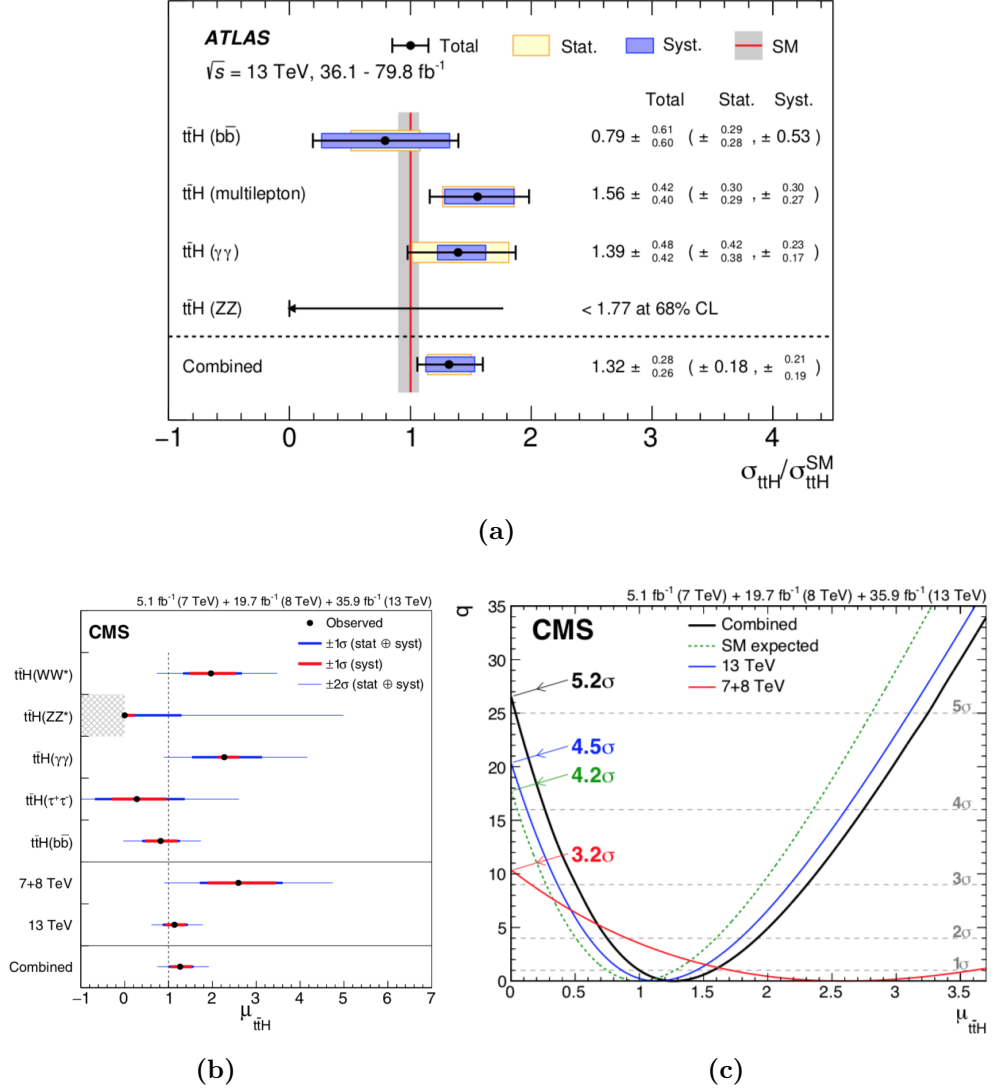 ATLAS
√s = 13 TeV, 36.1 - 79.8 fb⁻¹
Total Stat. Syst. SM
Total Stat. Syst.
tt̄H (bb̄) 0.79 ± 0.61 0.60 ( ± 0.29 0.28 , ± 0.53 )
tt̄H (multilepton) 1.56 ± 0.42 0.40 ( ± 0.30 0.29 , ± 0.30 0.27 )
tt̄H (γγ) 1.39 ± 0.48 0.42 ( ± 0.42 0.38 , ± 0.23 0.17 )
tt̄H (ZZ) < 1.77 at 68% CL
Combined 1.32 ± 0.28 0.26 ( ± 0.18 , ± 0.21 0.19 )
−1 0 1 2 3 4
σttH/σSMttH
(a)
5.1 fb⁻¹ (7 TeV) + 19.7 fb⁻¹ (8 TeV) + 35.9 fb⁻¹ (13 TeV)
CMS
Observed
±1σ (stat ⊕ syst)
±1σ (syst)
±2σ (stat ⊕ syst)
tt̄H(WW*)
tt̄H(ZZ*)
tt̄H(γγ)
tt̄H(τ⁺τ⁻)
tt̄H(bb̄)
7+8 TeV
13 TeV
Combined
−1 0 1 2 3 4 5 6 7
μtt̄H
(b)
5.1 fb⁻¹ (7 TeV) + 19.7 fb⁻¹ (8 TeV) + 35.9 fb⁻¹ (13 TeV)
q
CMS
Combined
SM expected
13 TeV
7+8 TeV
35
30
25
20
15
10
5
0
5.2σ
4.5σ
4.2σ
3.2σ
5σ
4σ
3σ
2σ
1σ
0 0.5 1 1.5 2 2.5 3 3.5
μtt̄H
(c)